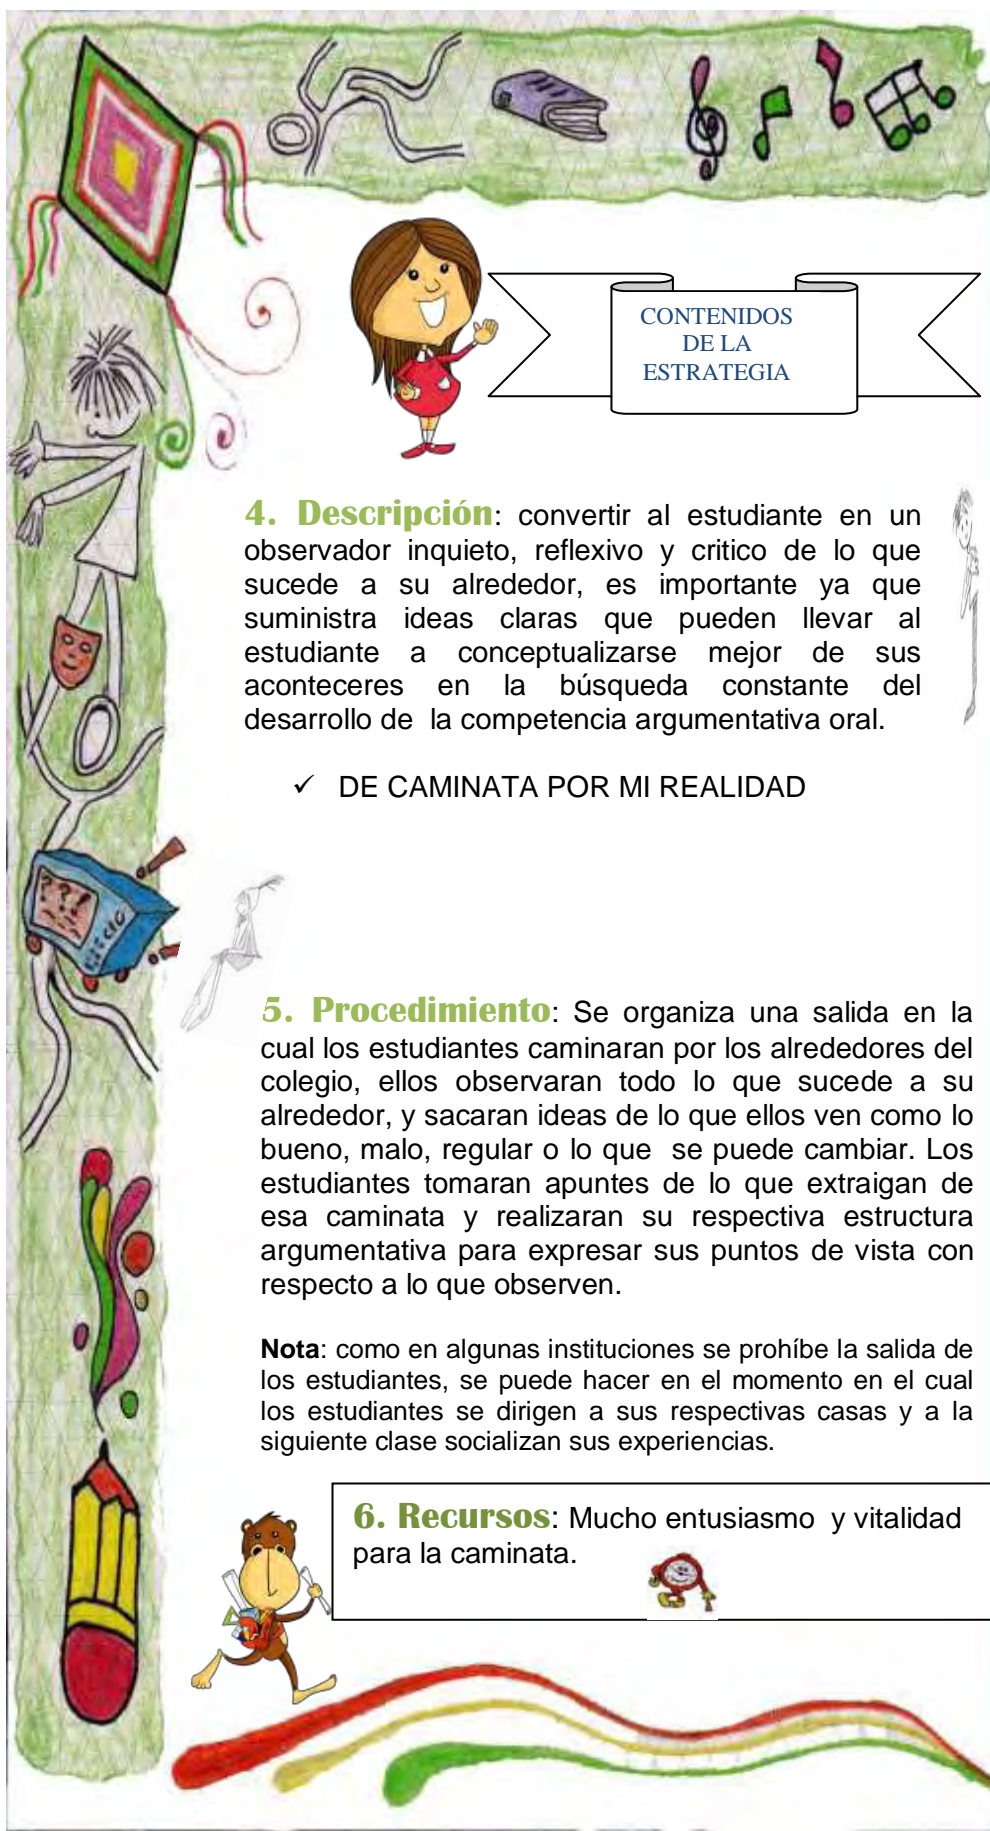 CONTENIDOS
DE LA
ESTRATEGIA
4. Descripción: convertir al estudiante en un
observador inquieto, reflexivo y critico de lo que
sucede a su alrededor, es importante ya que
suministra ideas claras que pueden llevar al
estudiante a conceptualizarse mejor de sus
aconteceres en la búsqueda constante del
desarrollo de la competencia argumentativa oral.
✓ DE CAMINATA POR MI REALIDAD
???!
5. Procedimiento: Se organiza una salida en la
cual los estudiantes caminaran por los alrededores del
colegio, ellos observaran todo lo que sucede a su
alrededor, y sacaran ideas de lo que ellos ven como lo
bueno, malo, regular o lo que se puede cambiar. Los
estudiantes tomaran apuntes de lo que extraigan de
esa caminata y realizaran su respectiva estructura
argumentativa para expresar sus puntos de vista con
respecto a lo que observen.
Nota: como en algunas instituciones se prohíbe la salida de
los estudiantes, se puede hacer en el momento en el cual
los estudiantes se dirigen a sus respectivas casas y a la
siguiente clase socializan sus experiencias.
6. Recursos: Mucho entusiasmo y vitalidad
para la caminata.